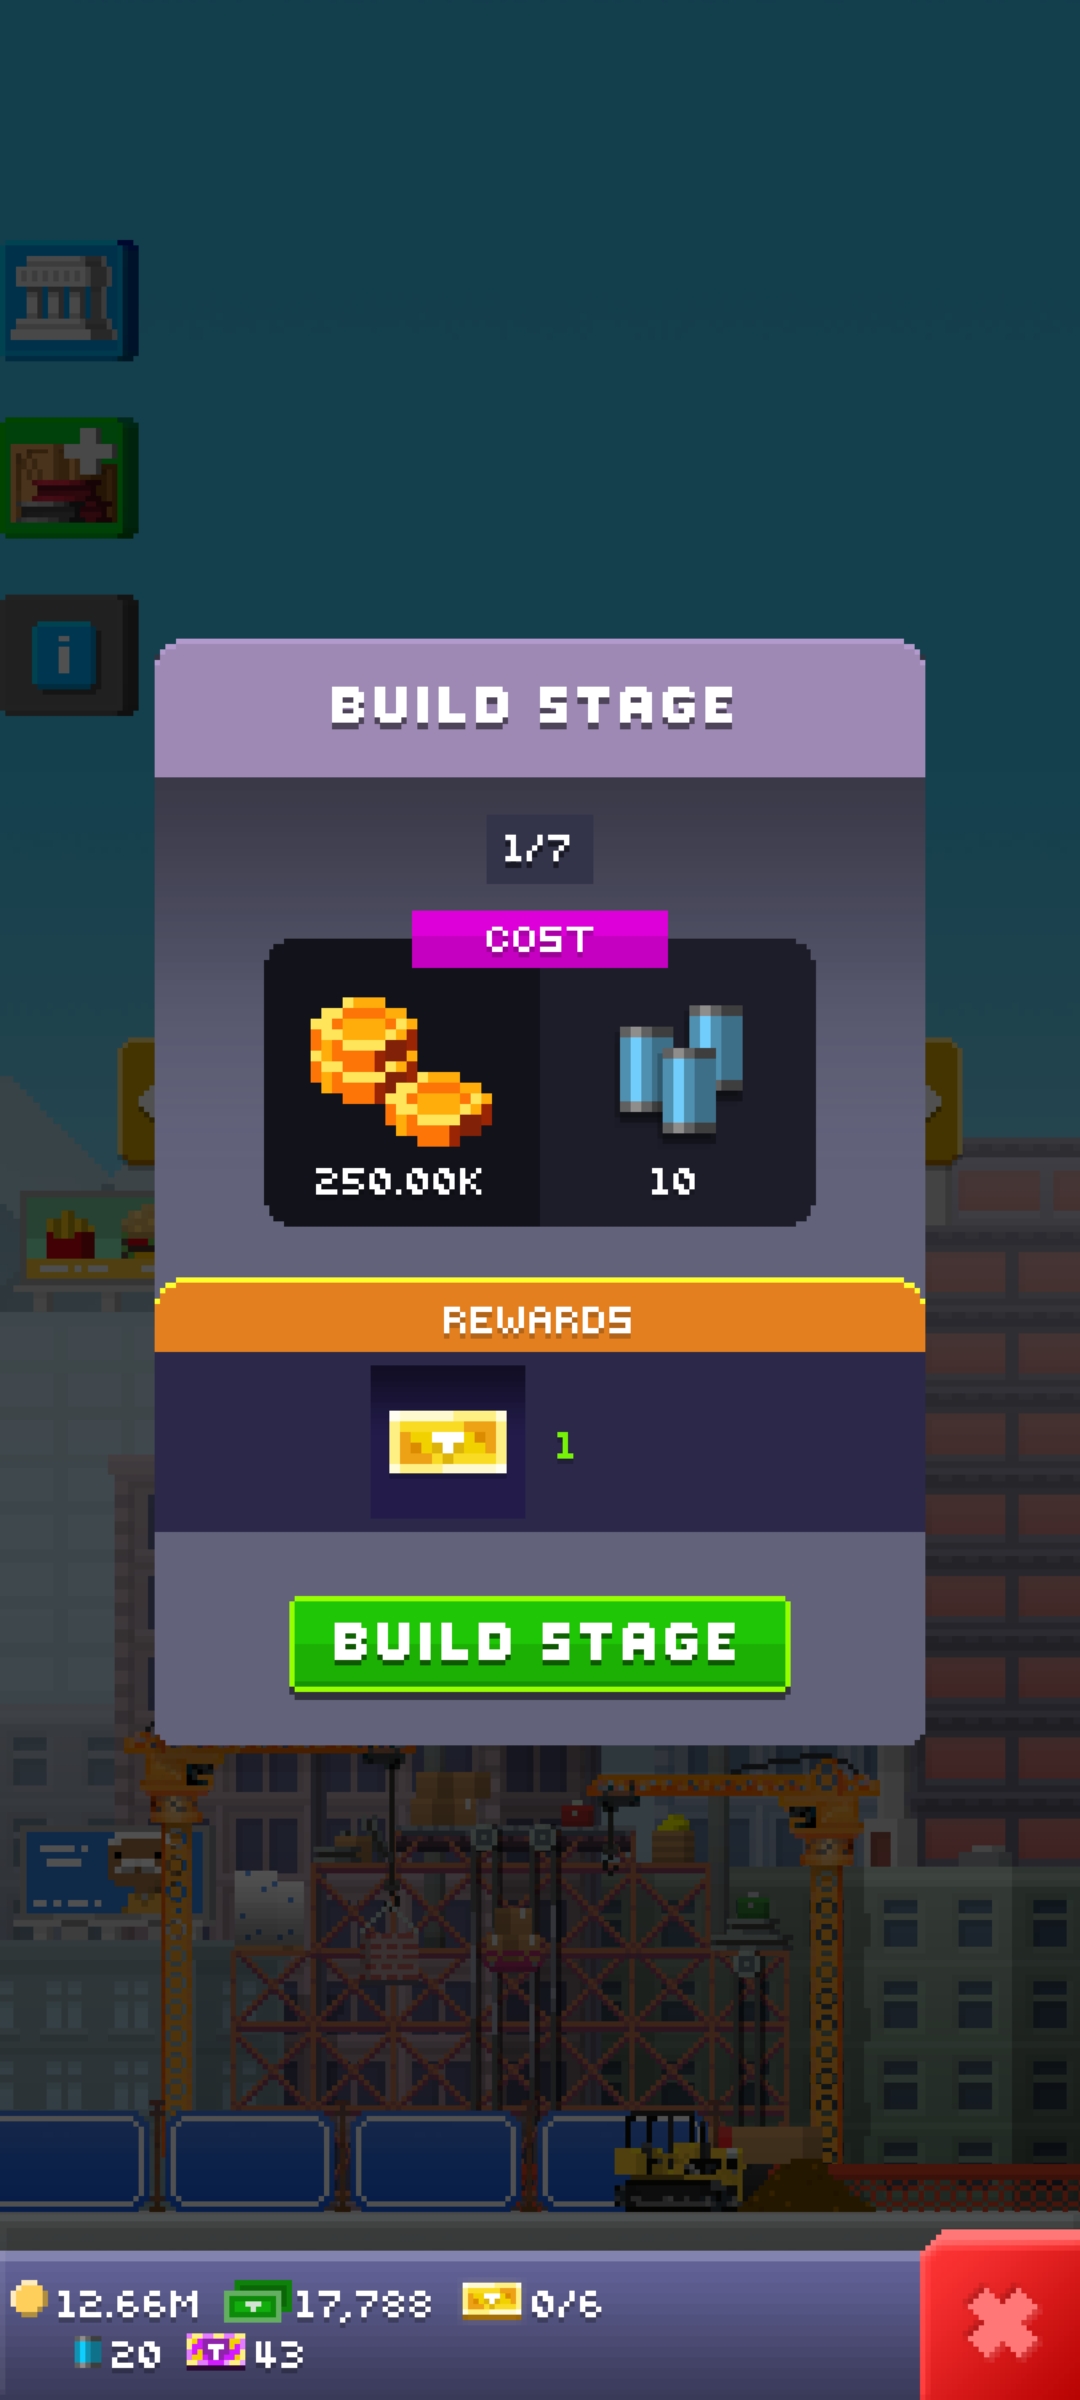 i
BUILD STAGE
1/7
COST
250.00K 10
REWARDS
1
BUILD STAGE
12.66M 17,788 0/6
20 43